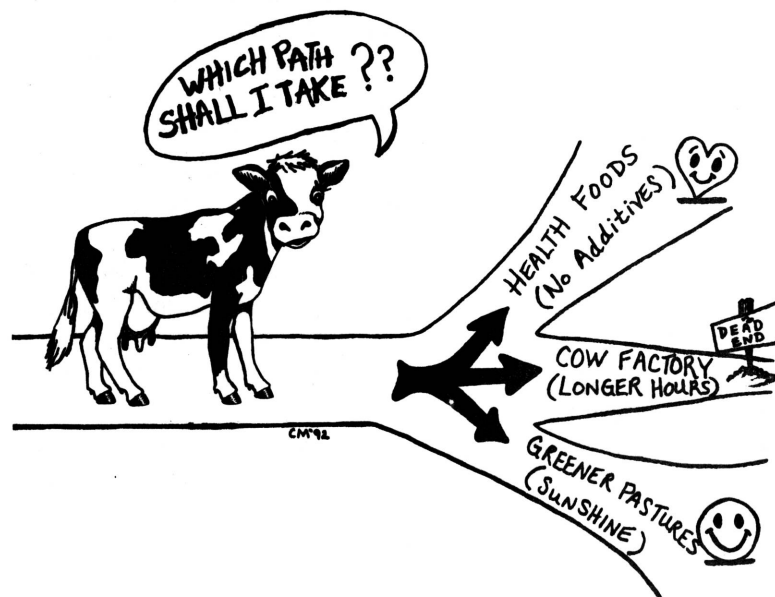 WHICH PATH
SHALL I TAKE ??
HEALTH FOODS
(No Additives)
DEAD
END
COW FACTORY
(LONGER HOURS)
GREENER PASTURES
(SUNSHINE)
CM'92